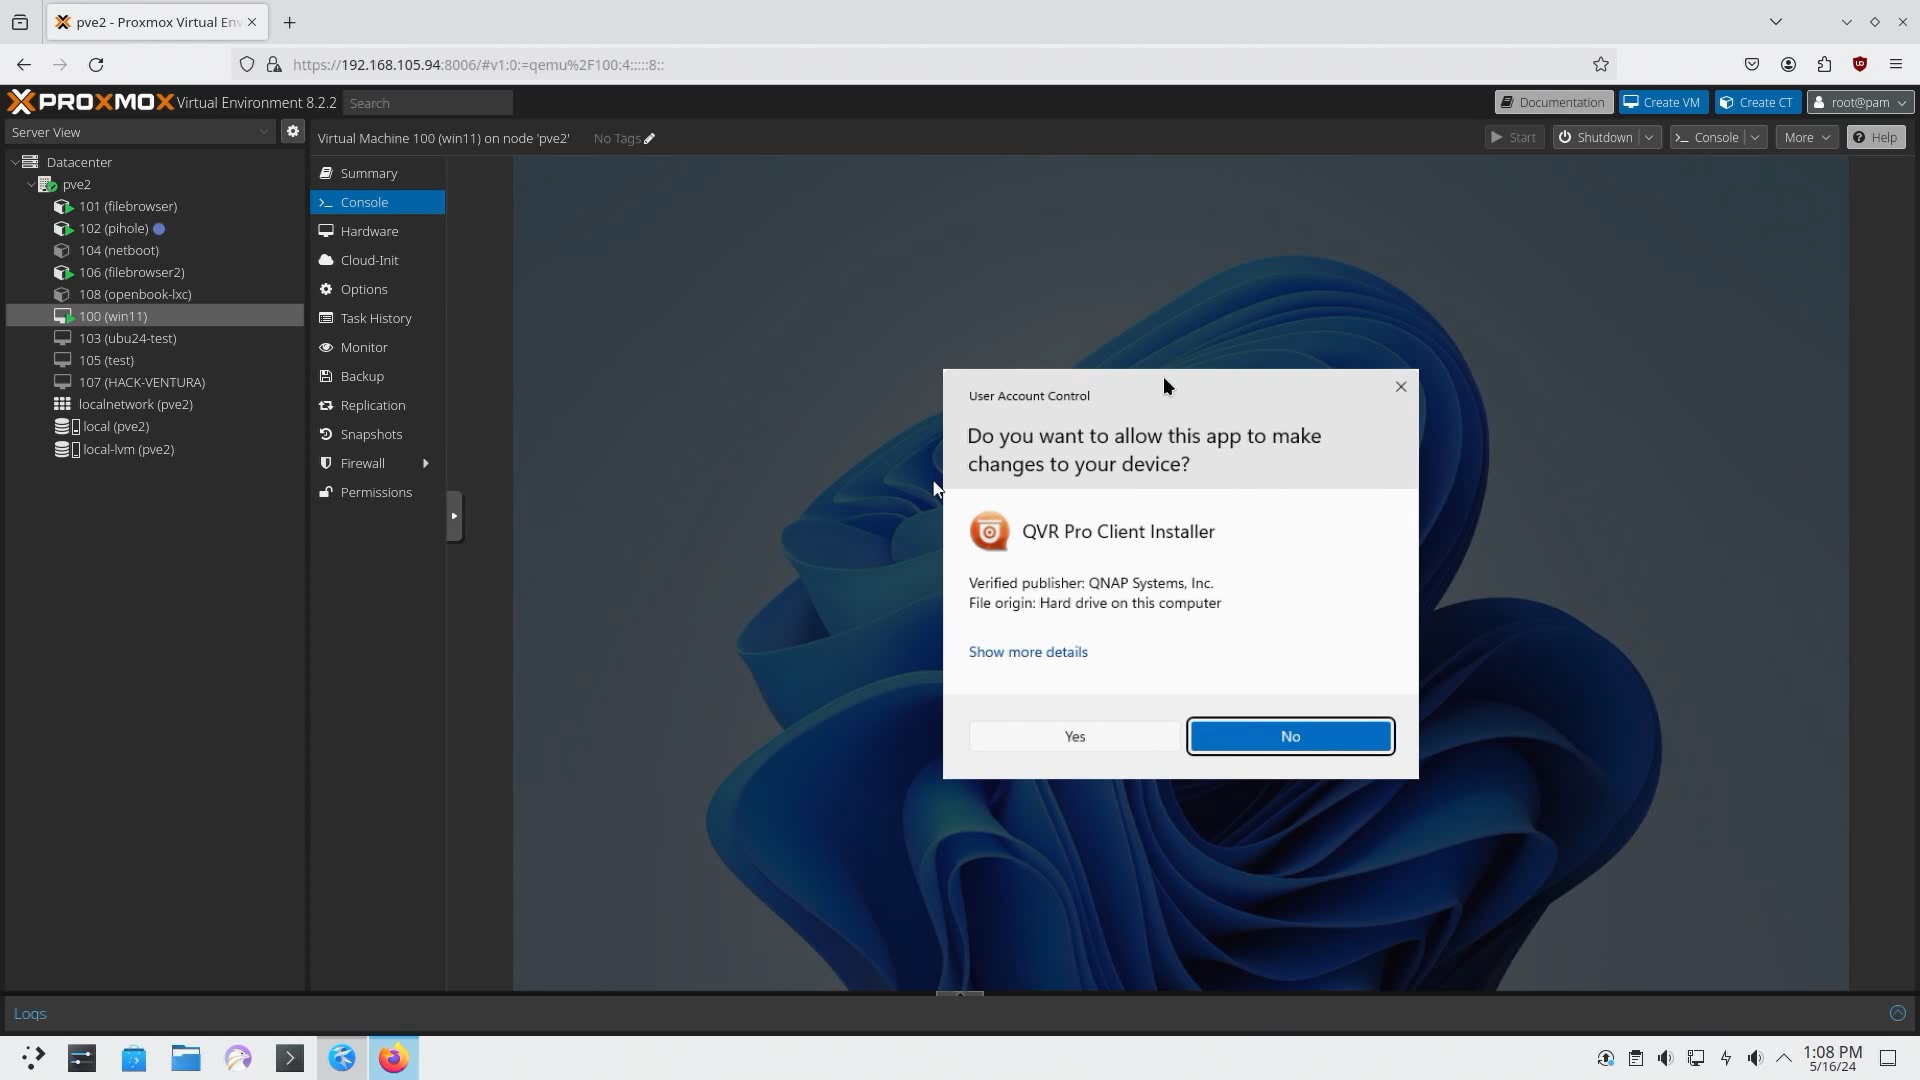 pve2 - Proxmox Virtual En
https://192.168.105.94:8006/#v1:0:=qemu%2F100:4:::::8::
PROXMOX Virtual Environment 8.2.2
Search
Documentation
Create VM
Create CT
root@pam
Server View
Virtual Machine 100 (win11) on node 'pve2'
No Tags
Start
Shutdown
Console
More
Help
Datacenter
pve2
101 (filebrowser)
102 (pihole)
104 (netboot)
106 (filebrowser2)
108 (openbook-lxc)
100 (win11)
103 (ubu24-test)
105 (test)
107 (HACK-VENTURA)
localnetwork (pve2)
local (pve2)
local-lvm (pve2)
Summary
Console
Hardware
Cloud-Init
Options
Task History
Monitor
Backup
Replication
Snapshots
Firewall
Permissions
User Account Control
Do you want to allow this app to make
changes to your device?
QVR Pro Client Installer
Verified publisher: QNAP Systems, Inc.
File origin: Hard drive on this computer
Show more details
Yes
No
Logs
1:08 PM
5/16/24